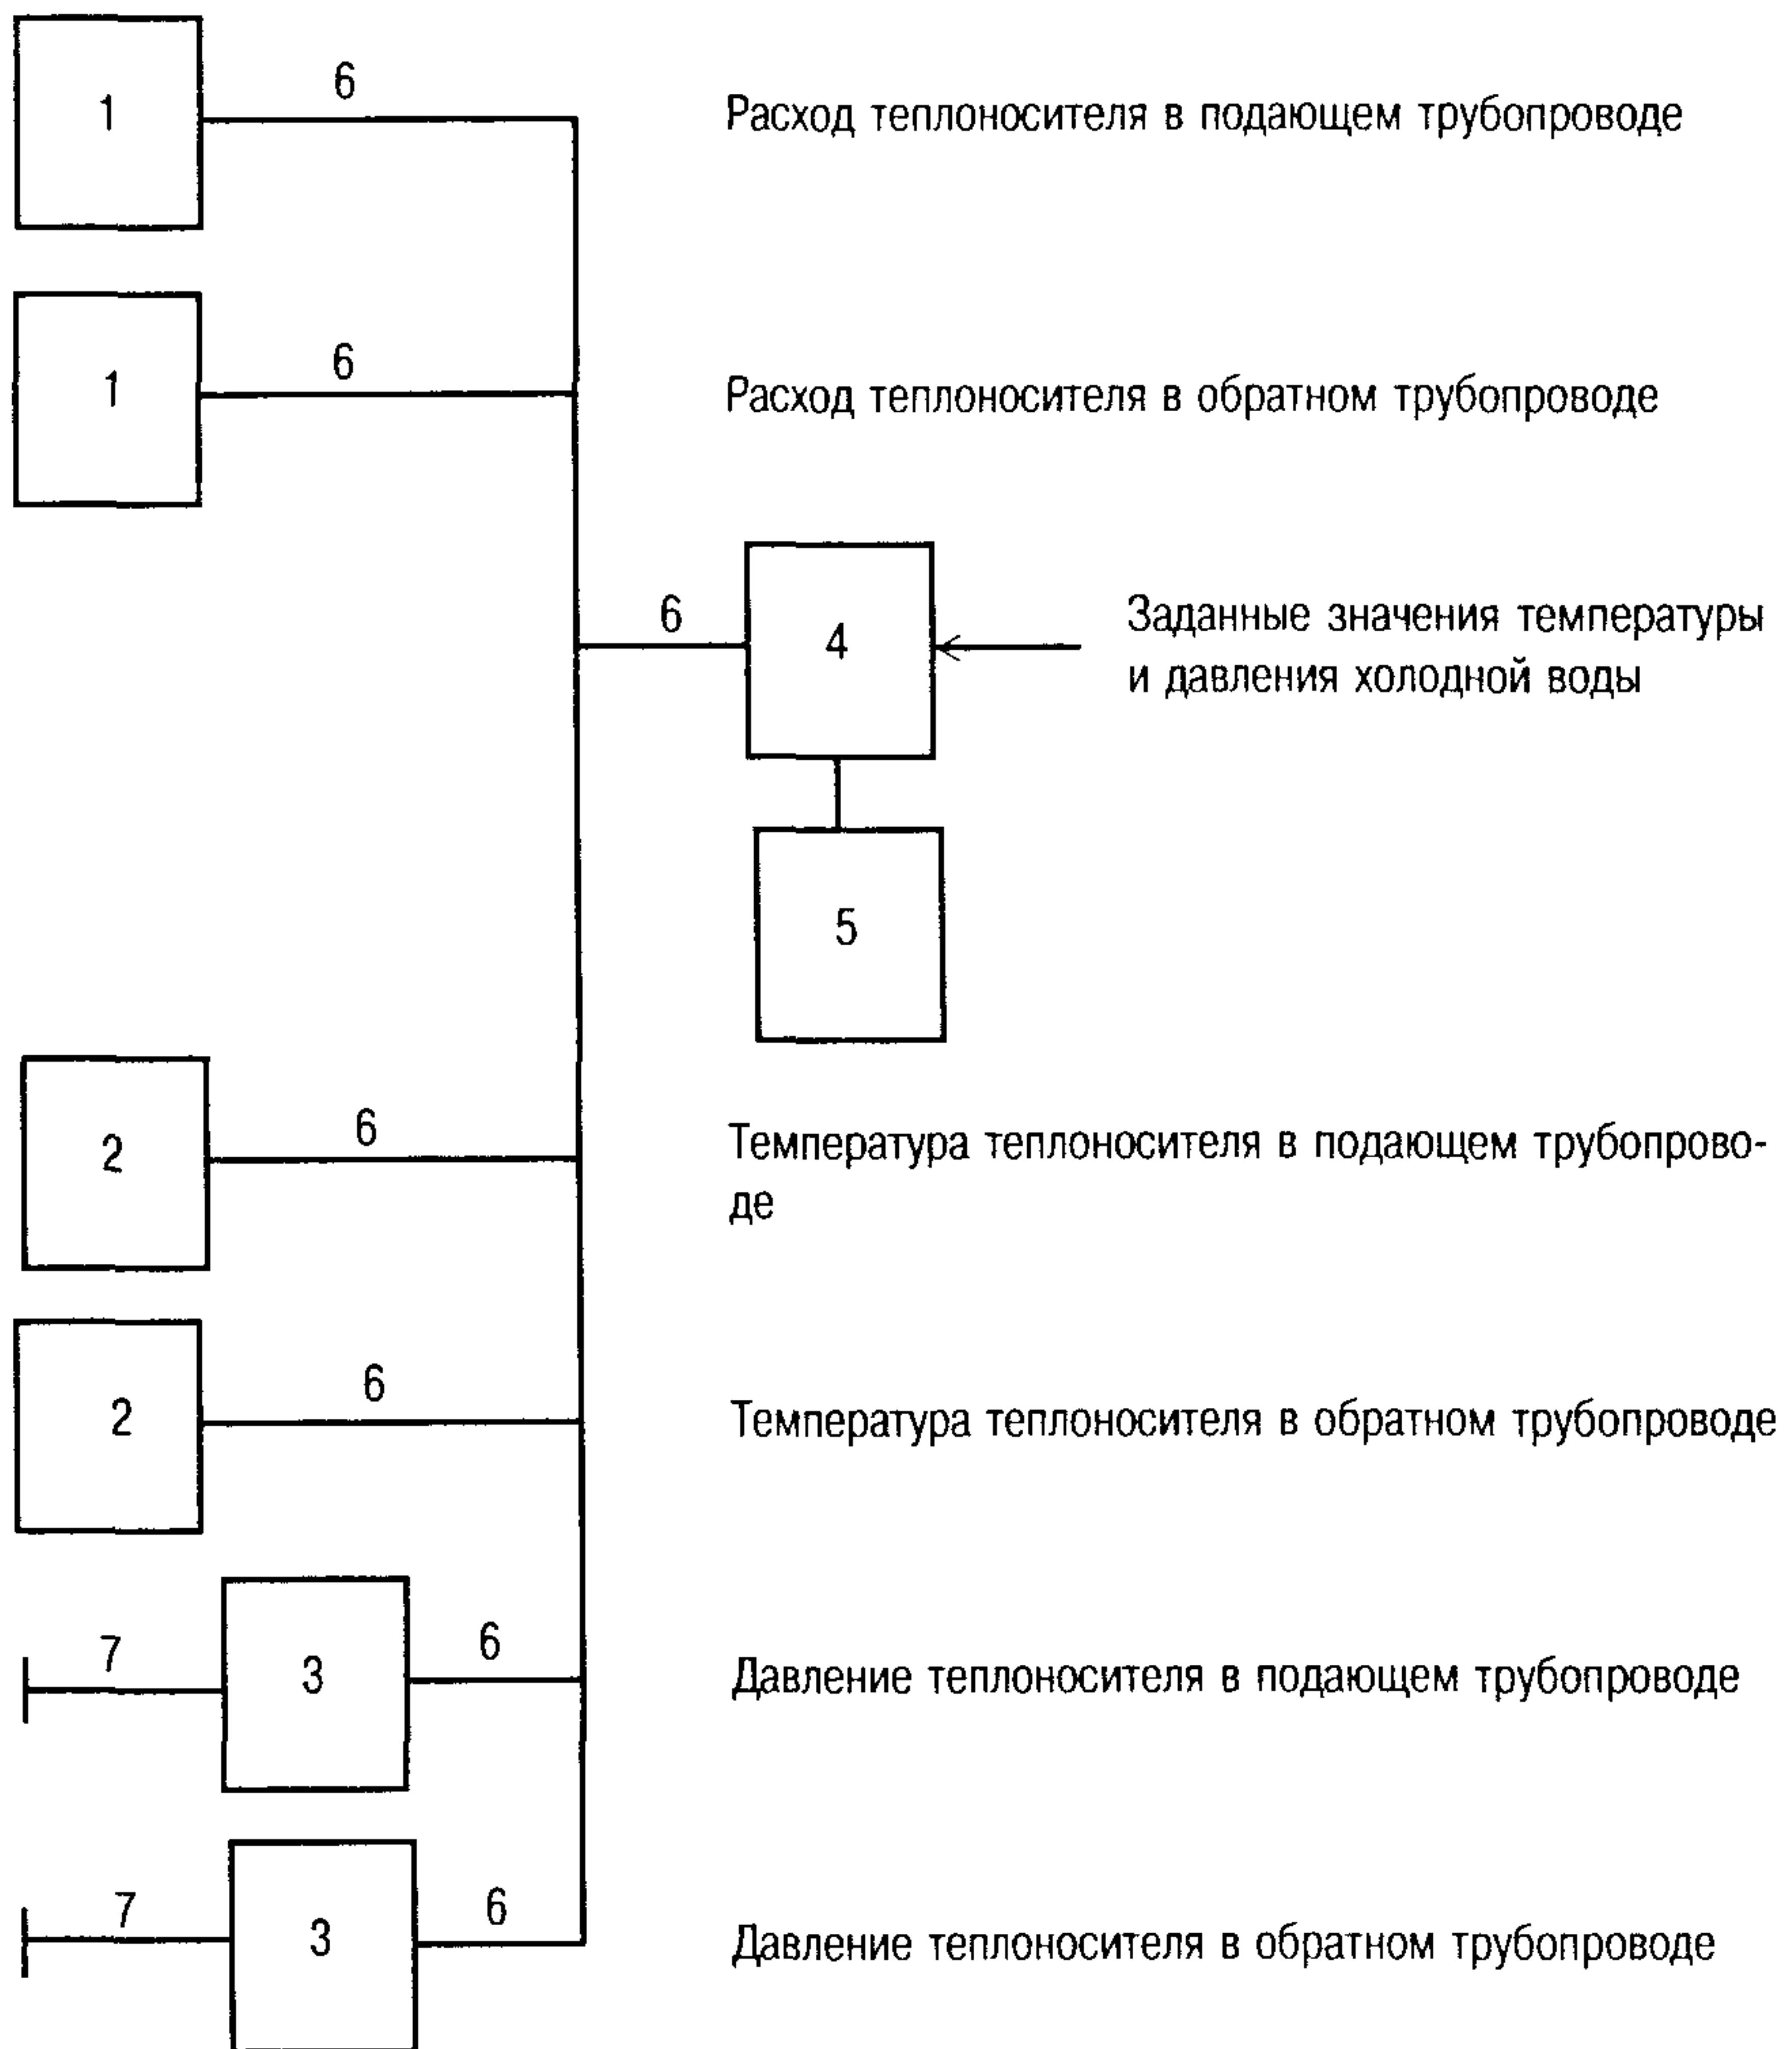 6
1
Расход теплоносителя в подающем трубопроводе
6
1
Расход теплоносителя в обратном трубопроводе
6
4
Заданные значения температуры
и давления холодной воды
5
6
2
Температура теплоносителя в подающем трубопрово-
де
6
2
Температура теплоносителя в обратном трубопроводе
7
3
6
Давление теплоносителя в подающем трубопроводе
7
3
6
Давление теплоносителя в обратном трубопроводе